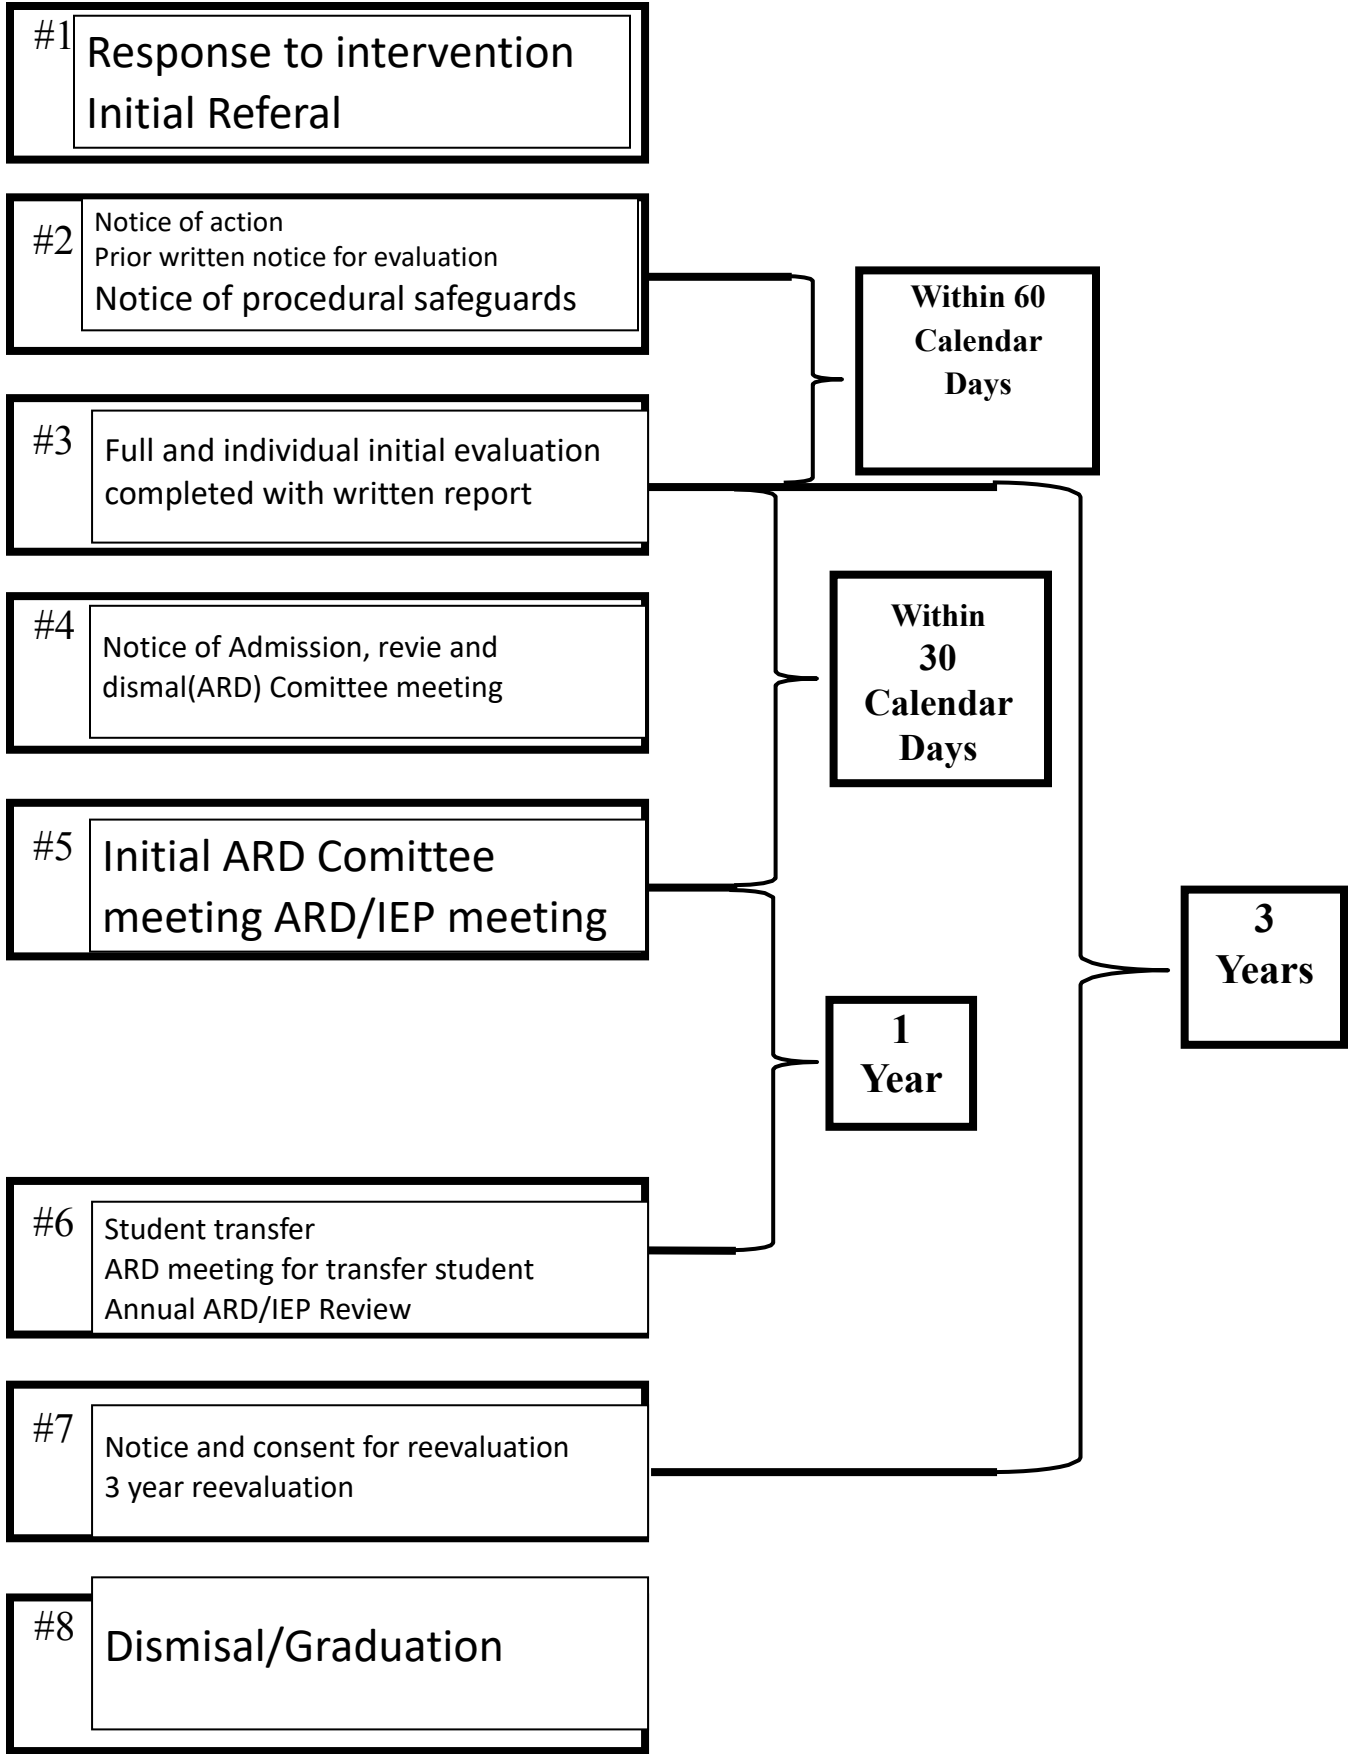 #1
Response to intervention
Initial Referal
#2
Notice of action
Prior written notice for evaluation
Notice of procedural safeguards
Within 60
Calendar
Days
#3
Full and individual initial evaluation
completed with written report
#4
Notice of Admission, revie and
dismal(ARD) Comittee meeting
Within
30
Calendar
Days
#5
Initial ARD Comittee
meeting ARD/IEP meeting
3
Years
1
Year
#6
Student transfer
ARD meeting for transfer student
Annual ARD/IEP Review
#7
Notice and consent for reevaluation
3 year reevaluation
#8
Dismisal/Graduation